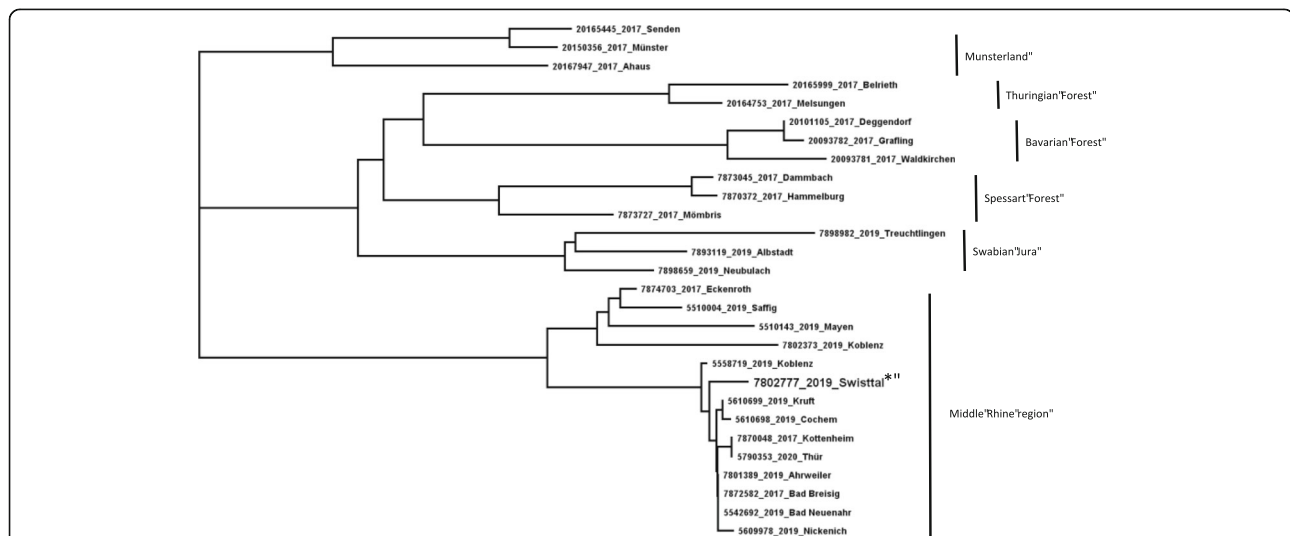 20165445_2017_Senden
20150356_2017_Münster
20167947_2017_Ahaus
Munsterland"
20165999_2017_Belrieth
20164753_2017_Melsungen
Thuringian"Forest"
20101105_2017_Deggendorf
20093782_2017_Grafling
20093781_2017_Waldkirchen
Bavarian"Forest"
7873045_2017_Dammbach
7870372_2017_Hammelburg
7873727_2017_Mömbris
Spessart"Forest"
7898982_2019_Treuchtlingen
7893119_2019_Albstadt
7898659_2019_Neubulach
Swabian"Jura"
7874703_2017_Eckenroth
5510004_2019_Saffig
5510143_2019_Mayen
7802373_2019_Koblenz
5558719_2019_Koblenz
7802777_2019_Swisttal*"
5610699_2019_Kruft
5610698_2019_Cochem
7870048_2017_Kottenheim
5790353_2020_Thür
7801389_2019_Ahrweiler
7872582_2017_Bad Breisig
5542692_2019_Bad Neuenahr
5609978_2019_Nickenich
Middle"Rhine"region"